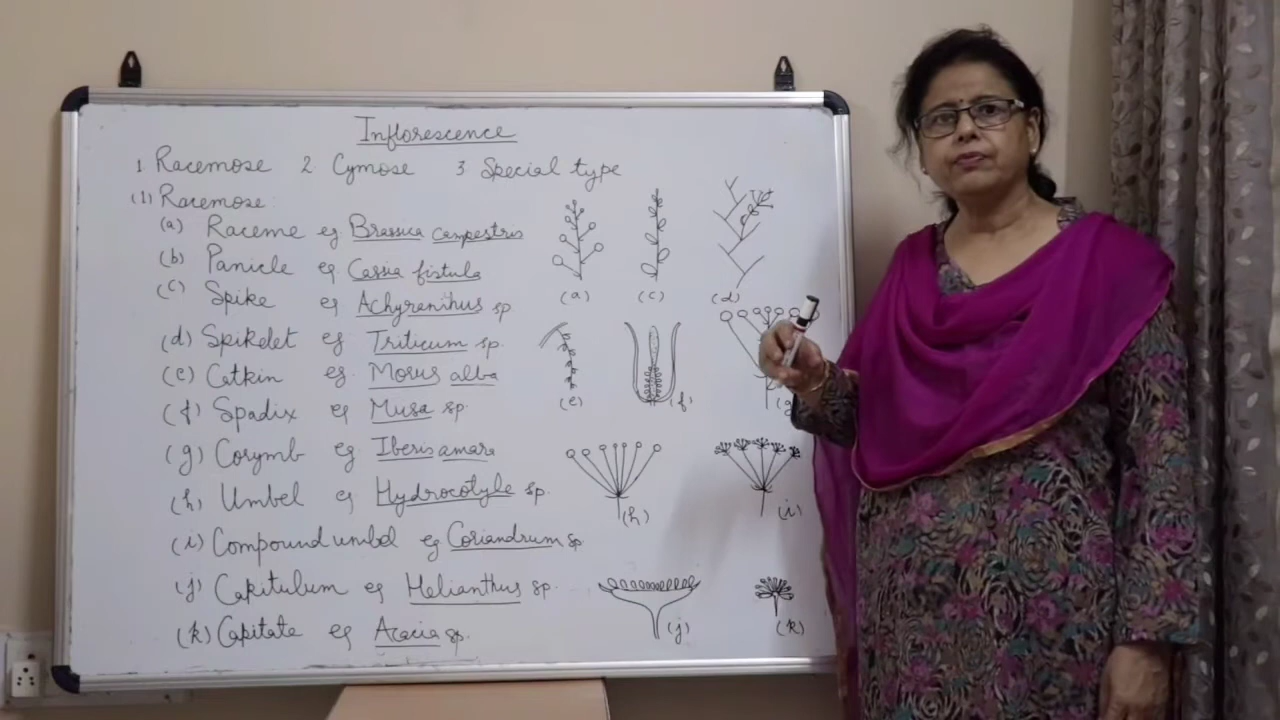 Inflorescence
1 Racemose 2 Cymose 3 Special type
(1) Racemose:
(a) Raceme eg Brassica campestris
(b) Panicle eg. Cassia fistula
(c) Spike eg Achyranthus sp
(d) Spikelet eg Triticum sp.
(e) Catkin eg. Morus alba
(f) Spadix eg Musa sp.
(g) Corymb eg Iberis amara
(h) Umbel eg Hydrocotyle sp.
(i) Compound umbel eg Coriandrum sp
(j) Capitulum eg Helianthus sp.
(k) Capitate eg Acacia sp.
(a) (c) (d)
(e) (f) (g
(h) (i)
(j) (k)